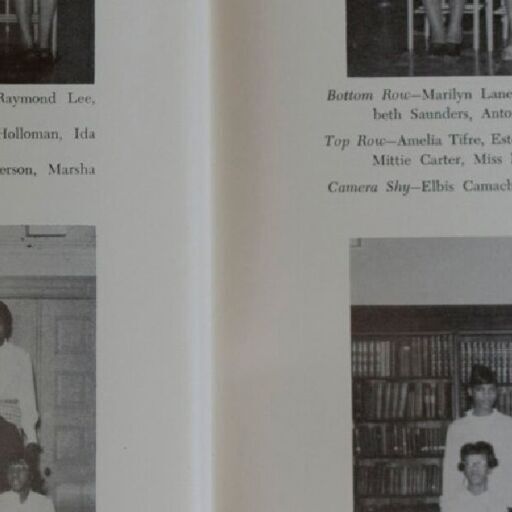 Raymond Lee,
Holloman, Ida
erson, Marsha
Bottom Row—Marilyn Lane
beth Saunders, Anto
Top Row—Amelia Tifre, Est
Mittie Carter, Miss
Camera Shy—Elbis Camach